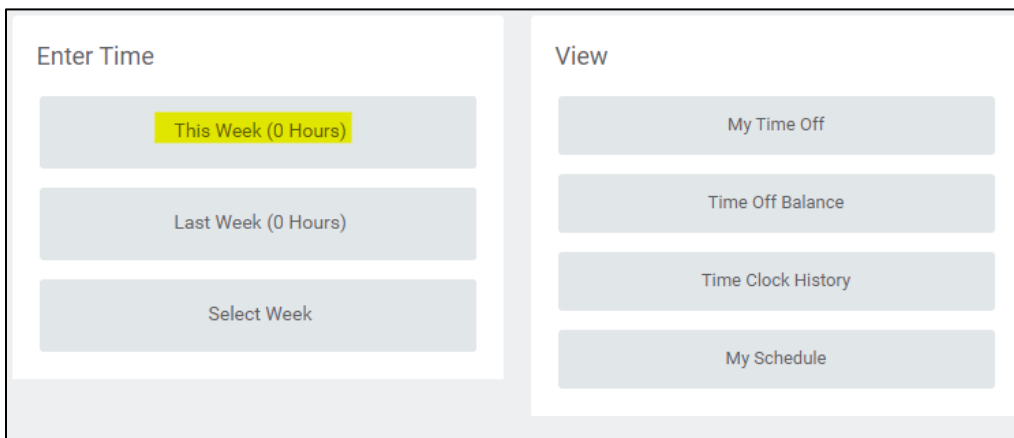 Enter Time
This Week (0 Hours)
Last Week (0 Hours)
Select Week
View
My Time Off
Time Off Balance
Time Clock History
My Schedule